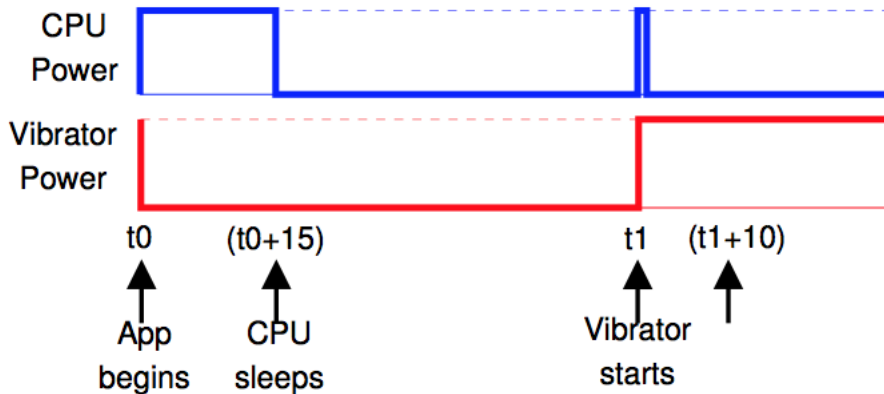 CPU
Power
Vibrator
Power
t0 (t0+15) t1 (t1+10)
App CPU Vibrator
begins sleeps starts